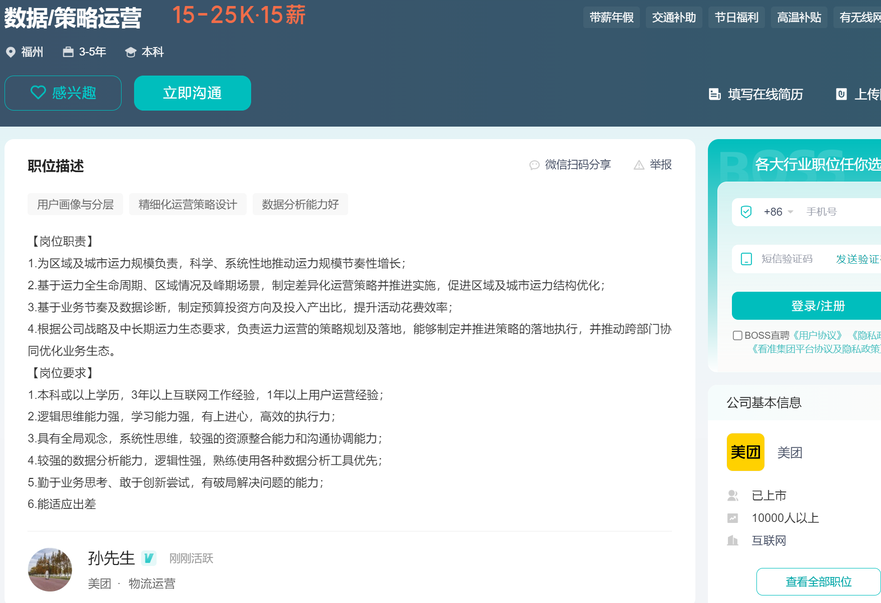 数据/策略运营 15-25K·15薪
带薪年假 交通补助 节日福利 高温补贴 有无线网
福州 3-5年 本科
感兴趣 立即沟通
填写在线简历 上传
职位描述
微信扫码分享 举报
用户画像与分层 精细化运营策略设计 数据分析能力好
【岗位职责】
1.为区域及城市运力规模负责，科学、系统性地推动运力规模节奏性增长；
2.基于运力全生命周期、区域情况及峰期场景，制定差异化运营策略并推进实施，促进区域及城市运力结构优化；
3.基于业务节奏及数据诊断，制定预算投资方向及投入产出比，提升活动花费效率；
4.根据公司战略及中长期运力生态要求，负责运力运营的策略规划及落地，能够制定并推进策略的落地执行，并推动跨部门协
同优化业务生态。
【岗位要求】
1.本科或以上学历，3年以上互联网工作经验，1年以上用户运营经验；
2.逻辑思维能力强，学习能力强，有上进心，高效的执行力；
3.具有全局观念，系统性思维，较强的资源整合能力和沟通协调能力；
4.较强的数据分析能力，逻辑性强，熟练使用各种数据分析工具优先；
5.勤于业务思考、敢于创新尝试，有破局解决问题的能力；
6.能适应出差
孙先生 刚刚活跃
美团 · 物流运营
BOSS
各大行业职位任你选
+86 手机号
短信验证码 发送验证
登录/注册
BOSS直聘《用户协议》《隐私政
《看准集团平台协议及隐私政策
公司基本信息
美团 美团
已上市
10000人以上
互联网
查看全部职位